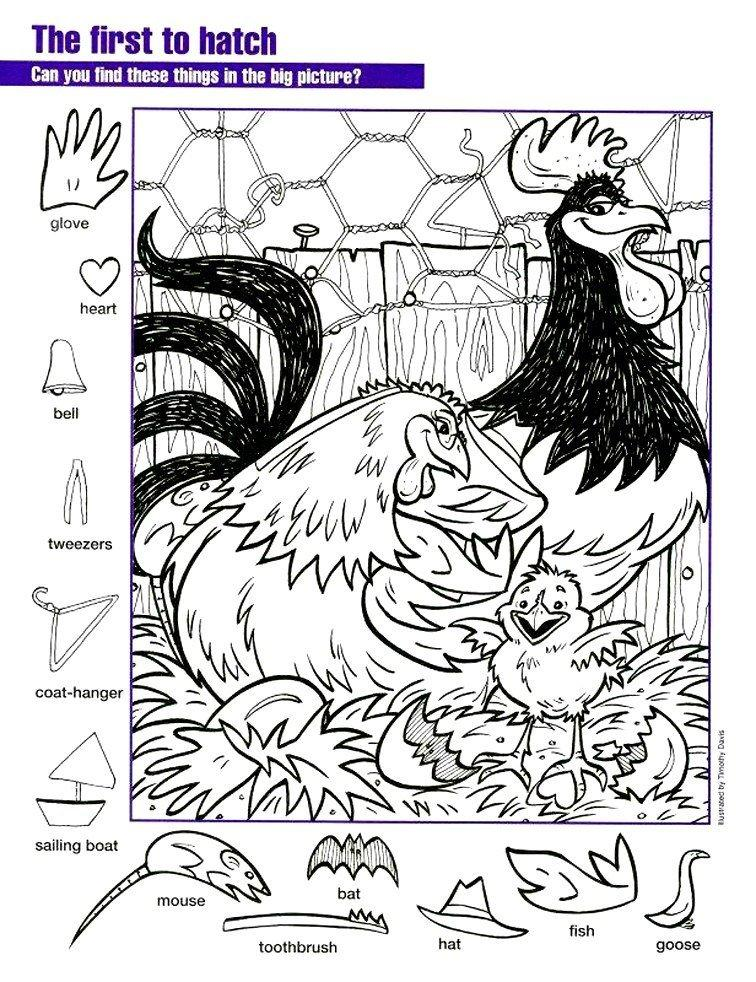 The first to hatch
Can you find these things in the big picture?
glove
heart
bell
tweezers
coat-hanger
sailing boat
mouse
bat
toothbrush
hat
fish
goose
Illustrated by Timothy Davis